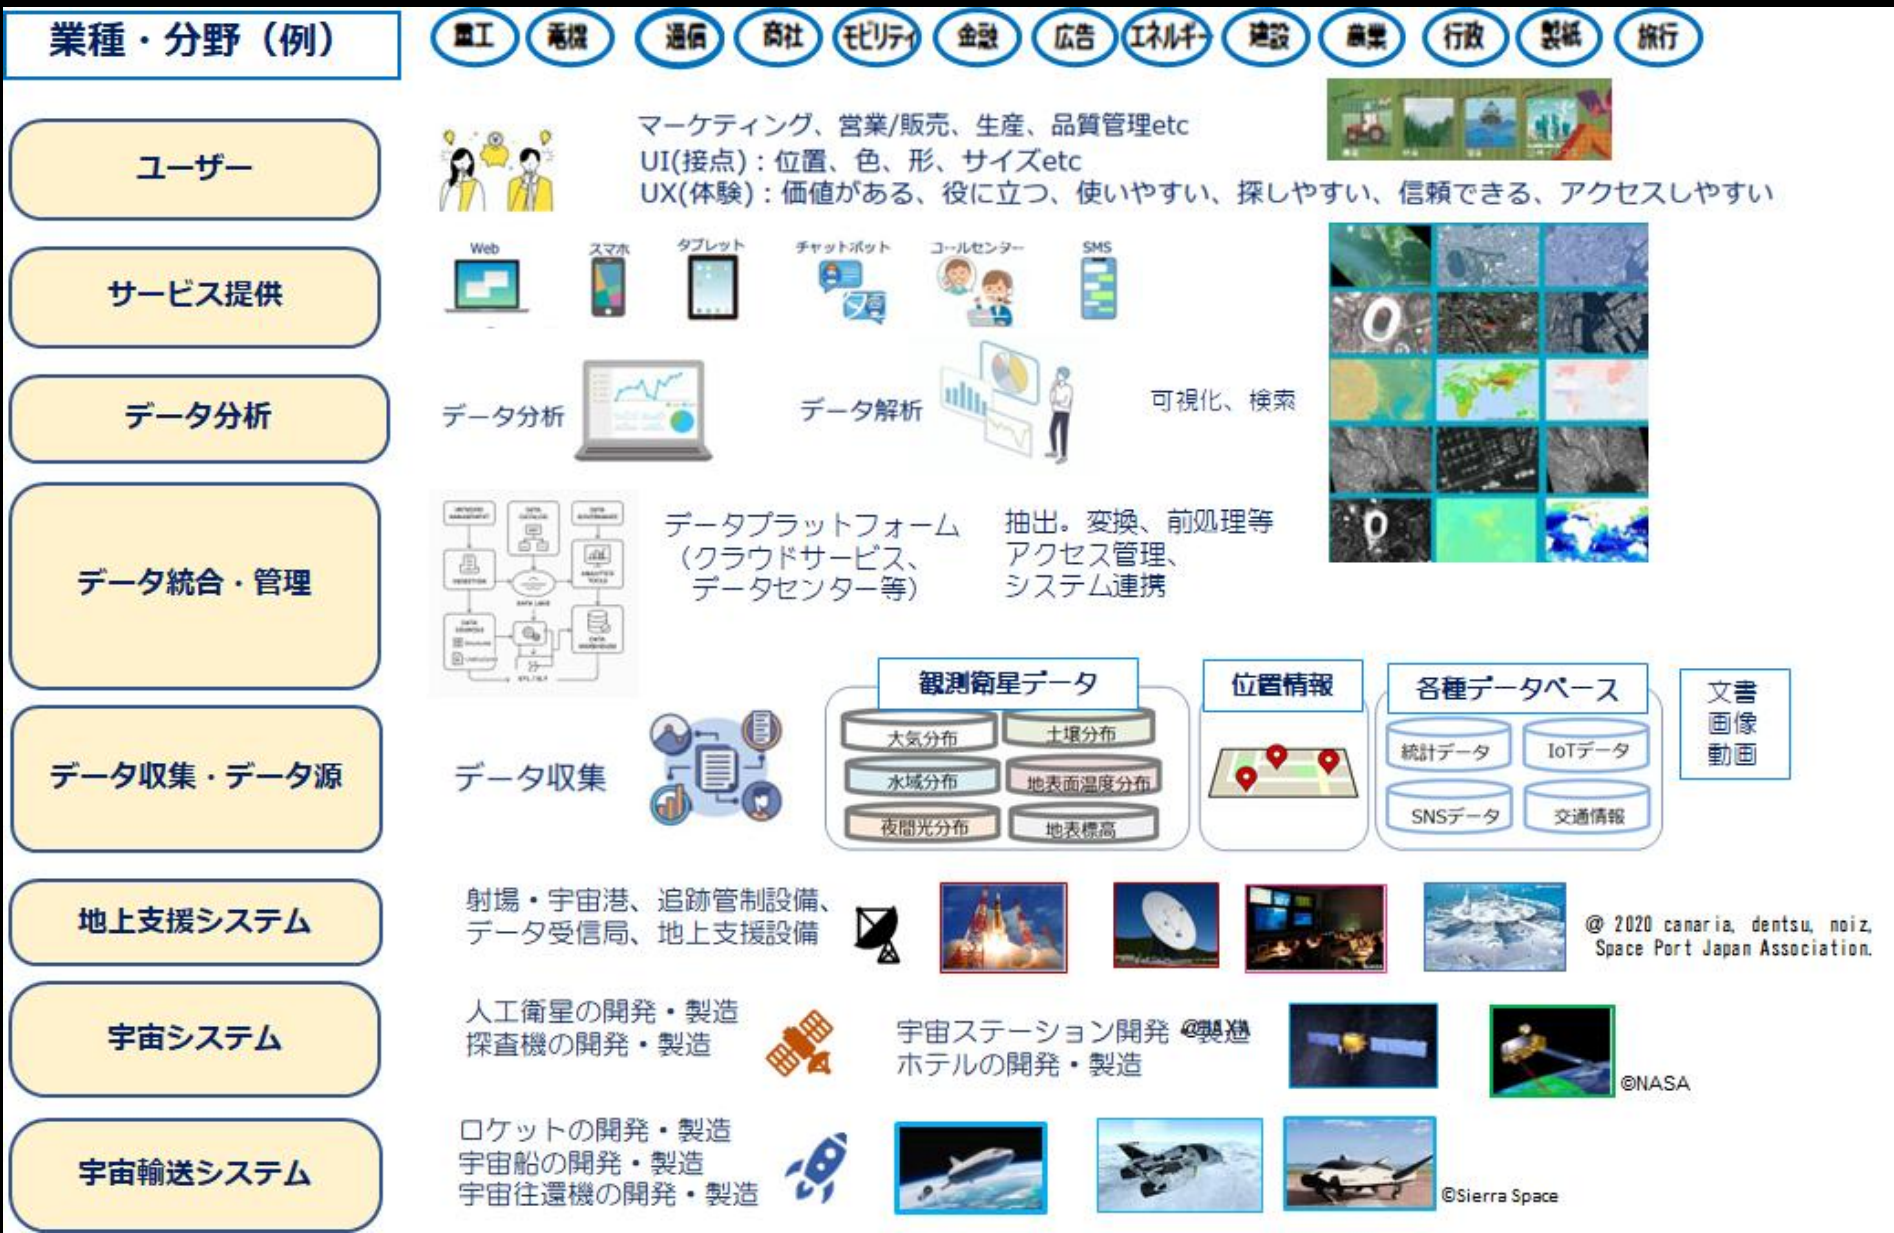 業種・分野（例）
重工 電機 通信 商社 モビリティ 金融 広告 エネルギー 建設 農業 行政 製紙 旅行
ユーザー
マーケティング、営業/販売、生産、品質管理etc
UI(接点)：位置、色、形、サイズetc
UX(体験)：価値がある、役に立つ、使いやすい、探しやすい、信頼できる、アクセスしやすい
サービス提供
Web スマホ タブレット チャットボット コールセンター SMS
データ分析
データ分析 データ解析 可視化、検索
データ統合・管理
DATA LAKE
データプラットフォーム
（クラウドサービス、
データセンター等）
抽出。変換、前処理等
アクセス管理、
システム連携
データ収集・データ源
データ収集
観測衛星データ
大気分布 土壌分布
水域分布 地表面温度分布
夜間光分布 地表標高
位置情報
各種データベース
統計データ IoTデータ
SNSデータ 交通情報
文書
画像
動画
地上支援システム
射場・宇宙港、追跡管制設備、
データ受信局、地上支援設備
@ 2020 canaria, dentsu, noiz,
Space Port Japan Association.
宇宙システム
人工衛星の開発・製造
探査機の開発・製造
宇宙ステーション開発・製造
ホテルの開発・製造
©NASA
宇宙輸送システム
ロケットの開発・製造
宇宙船の開発・製造
宇宙往還機の開発・製造
©Sierra Space